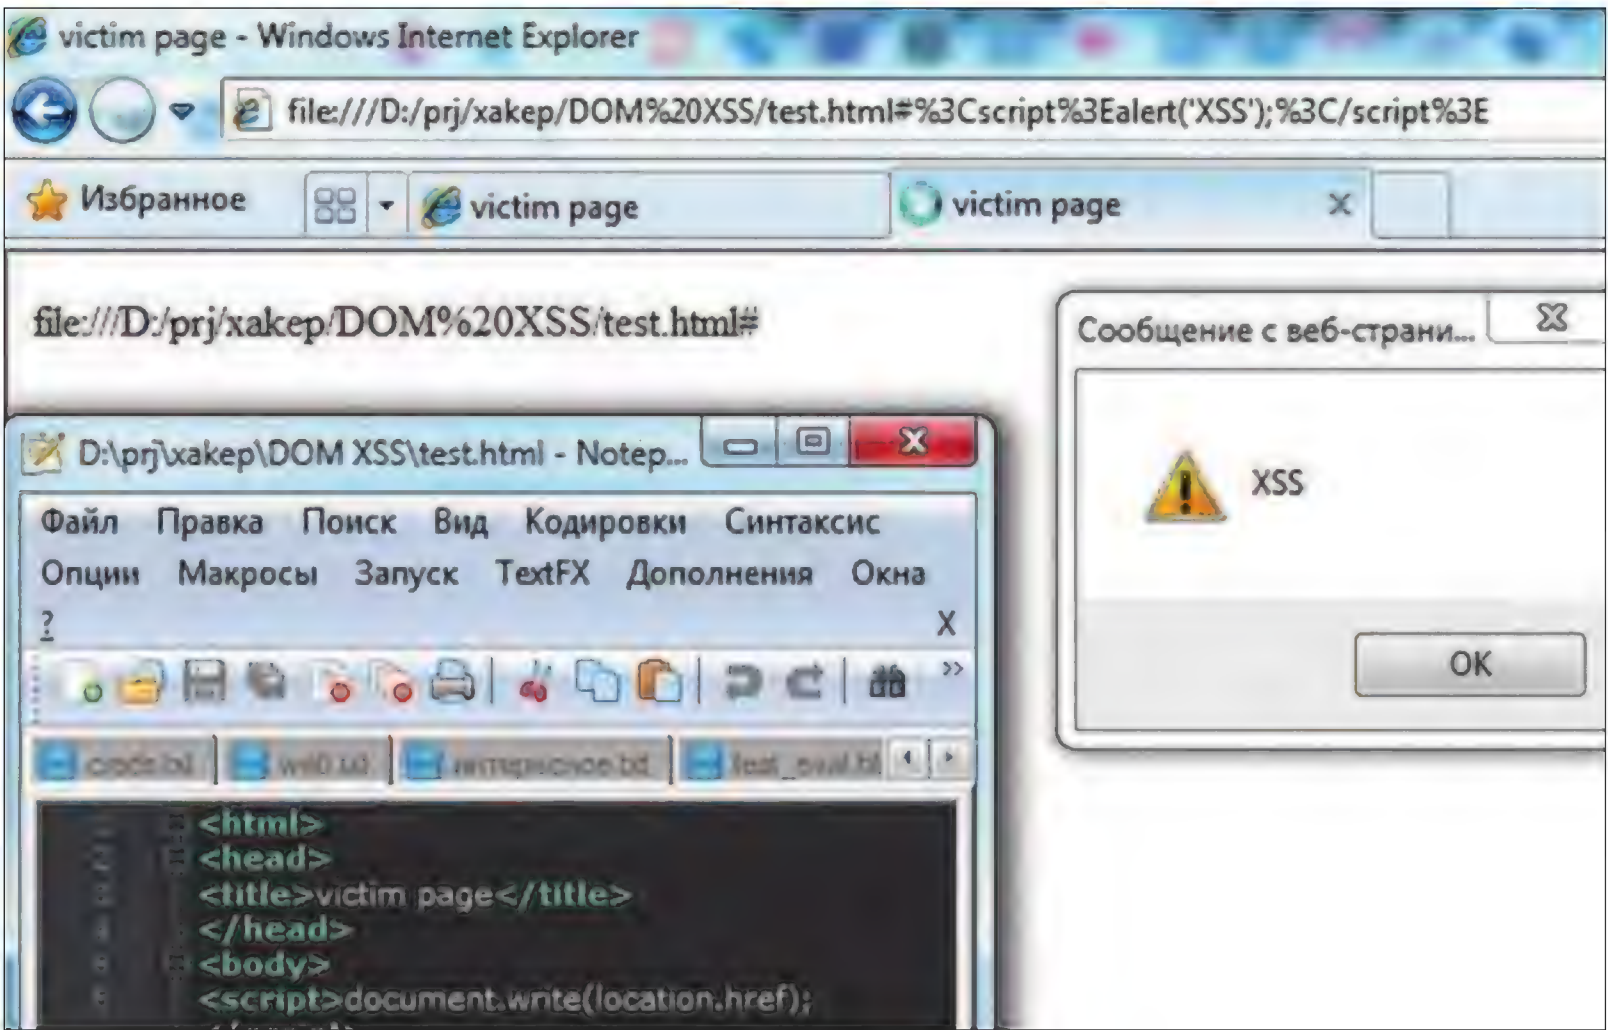 victim page - Windows Internet Explorer
file:///D:/prj/xakep/DOM%20XSS/test.html#%3Cscript%3Ealert('XSS');%3C/script%3E
Избранное
victim page
victim page
file:///D:/prj/xakep/DOM%20XSS/test.html#
Сообщение с веб-страни...
XSS
OK
D:\prj\xakep\DOM XSS\test.html - Notep...
Файл Правка Поиск Вид Кодировки Синтаксис
Опции Макросы Запуск TextFX Дополнения Окна
? X
<html>
<head>
<title>victim page</title>
</head>
<body>
<script>document.write(location.href);